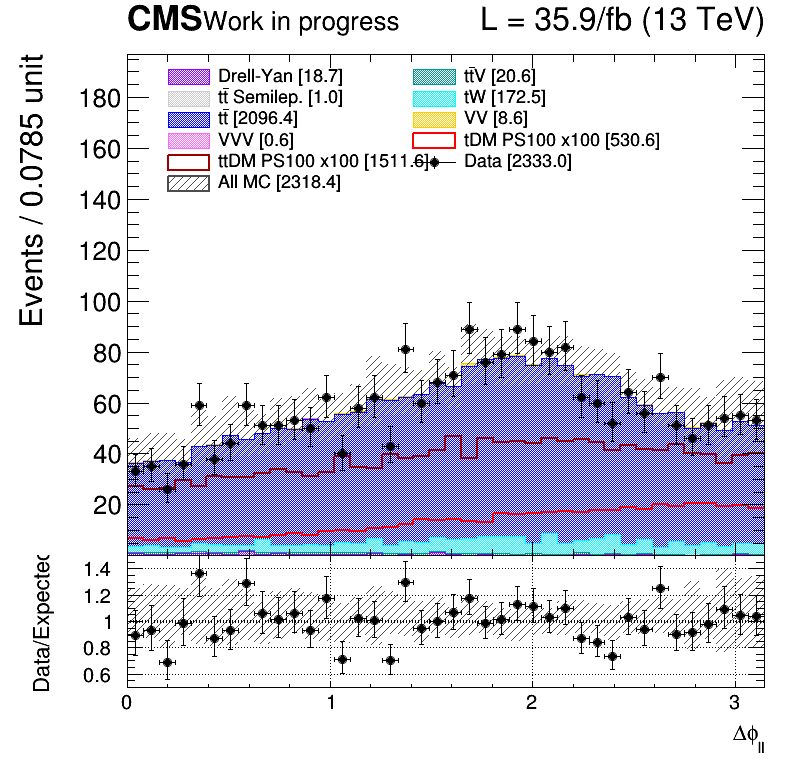 CMS Work in progress L = 35.9/fb (13 TeV)
Drell-Yan [18.7] tt̄V [20.6]
tt̄ Semilep. [1.0] tW [172.5]
tt̄ [2096.4] VV [8.6]
VVV [0.6] tDM PS100 x100 [530.6]
ttDM PS100 x100 [1511.6] Data [2333.0]
All MC [2318.4]
Events / 0.0785 unit
180
160
140
120
100
80
60
40
20
Data/Expected
1.4
1.2
1
0.8
0.6
0 1 2 3
Δϕ_ll